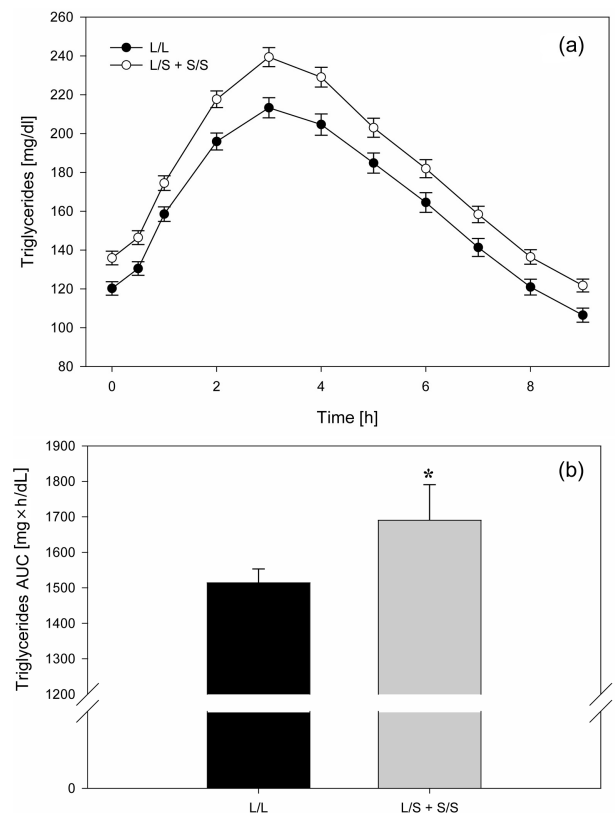 (a)
L/L
L/S + S/S
Triglycerides [mg/dl]
260
240
220
200
180
160
140
120
100
80
0
2
4
6
8
Time [h]
(b)
*
Triglycerides AUC [mg×h/dL]
1900
1800
1700
1600
1500
1400
1300
1200
0
L/L
L/S + S/S